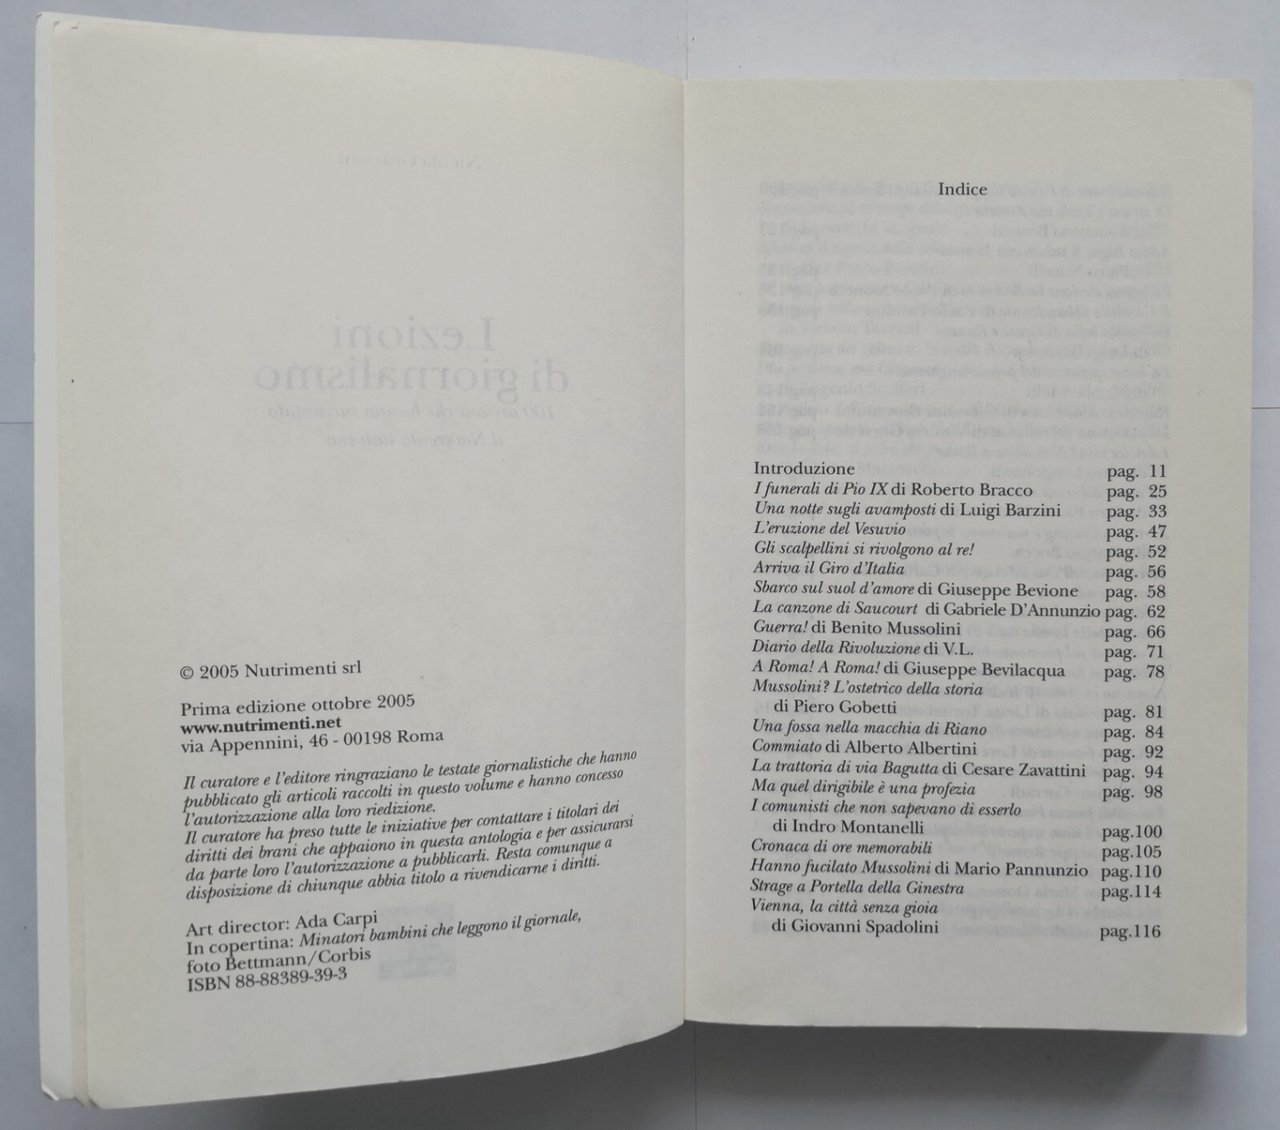 © 2005 Nutrimenti srl
Prima edizione ottobre 2005
www.nutrimenti.net
via Appennini, 46 - 00198 Roma
Il curatore e l'editore ringraziano le testate giornalistiche che hanno
pubblicato gli articoli raccolti in questo volume e hanno concesso
l'autorizzazione alla loro riedizione.
Il curatore ha preso tutte le iniziative per contattare i titolari dei
diritti dei brani che appaiono in questa antologia e per assicurarsi
da parte loro l'autorizzazione a pubblicarli. Resta comunque a
disposizione di chiunque abbia titolo a rivendicarne i diritti.
Art director: Ada Carpi
In copertina: Minatori bambini che leggono il giornale,
foto Bettmann/Corbis
ISBN 88-88389-39-3
Indice
Introduzione pag. 11
I funerali di Pio IX di Roberto Bracco pag. 25
Una notte sugli avamposti di Luigi Barzini pag. 33
L'eruzione del Vesuvio pag. 47
Gli scalpellini si rivolgono al re! pag. 52
Arriva il Giro d'Italia pag. 56
Sbarco sul suol d'amore di Giuseppe Bevione pag. 58
La canzone di Saucourt di Gabriele D'Annunzio pag. 62
Guerra! di Benito Mussolini pag. 66
Diario della Rivoluzione di V.L. pag. 71
A Roma! A Roma! di Giuseppe Bevilacqua pag. 78
Mussolini? L'ostetrico della storia
di Piero Gobetti pag. 81
Una fossa nella macchia di Riano pag. 84
Commiato di Alberto Albertini pag. 92
La trattoria di via Bagutta di Cesare Zavattini pag. 94
Ma quel dirigibile è una profezia pag. 98
I comunisti che non sapevano di esserlo
di Indro Montanelli pag.100
Cronaca di ore memorabili pag.105
Hanno fucilato Mussolini di Mario Pannunzio pag.110
Strage a Portella della Ginestra pag.114
Vienna, la città senza gioia
di Giovanni Spadolini pag.116